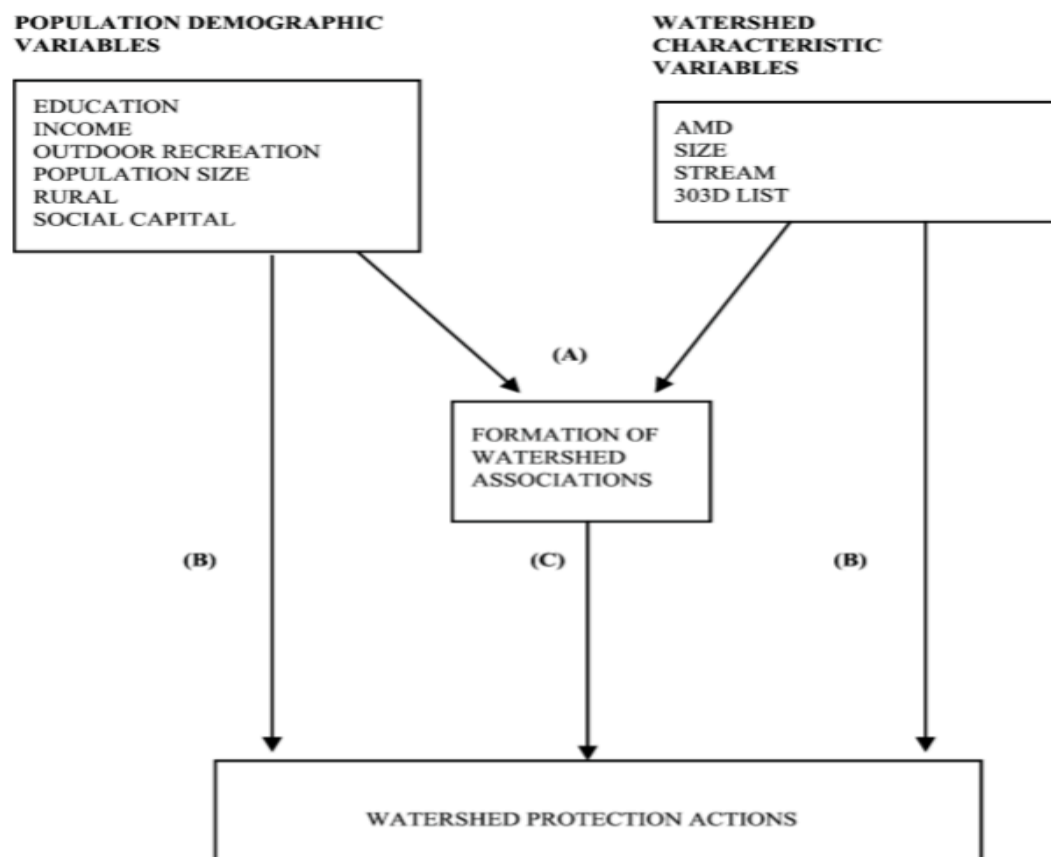 POPULATION DEMOGRAPHIC
VARIABLES
EDUCATION
INCOME
OUTDOOR RECREATION
POPULATION SIZE
RURAL
SOCIAL CAPITAL
WATERSHED
CHARACTERISTIC
VARIABLES
AMD
SIZE
STREAM
303D LIST
(A)
FORMATION OF
WATERSHED
ASSOCIATIONS
(B)
(C)
(B)
WATERSHED PROTECTION ACTIONS